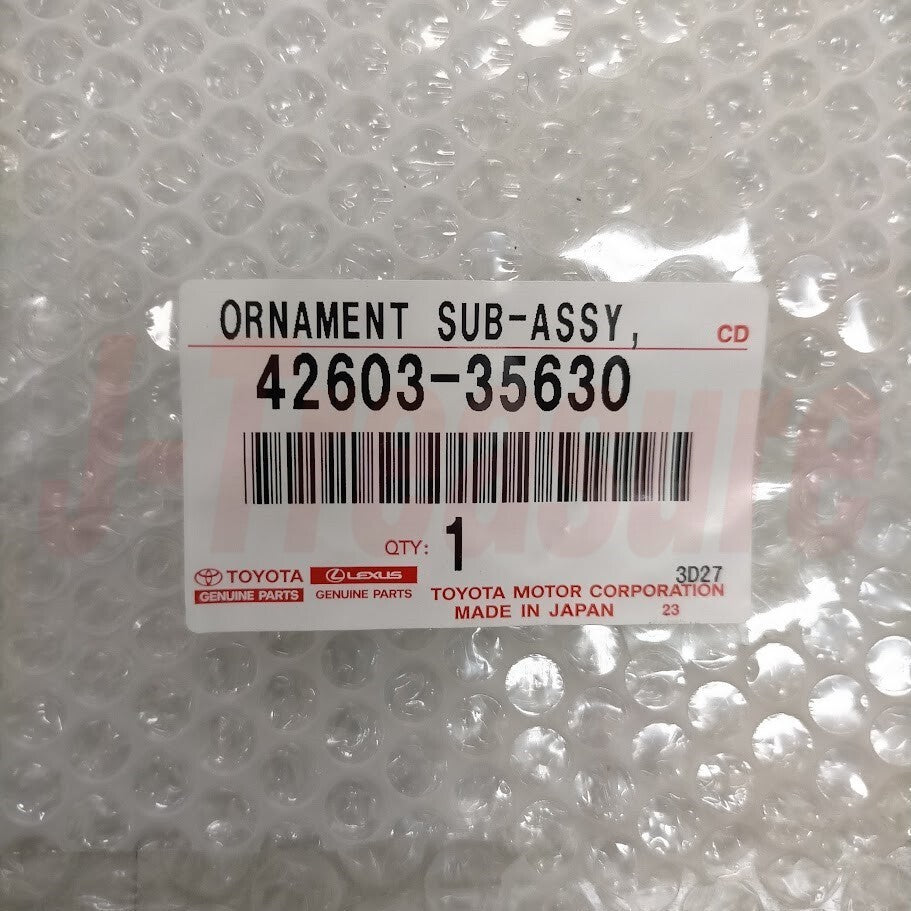 ORNAMENT SUB-ASSY,
CD
42603-35630
J-Treasure
QTY: 1
TOYOTA LEXUS 3D27
GENUINE PARTS GENUINE PARTS TOYOTA MOTOR CORPORATION
MADE IN JAPAN 23